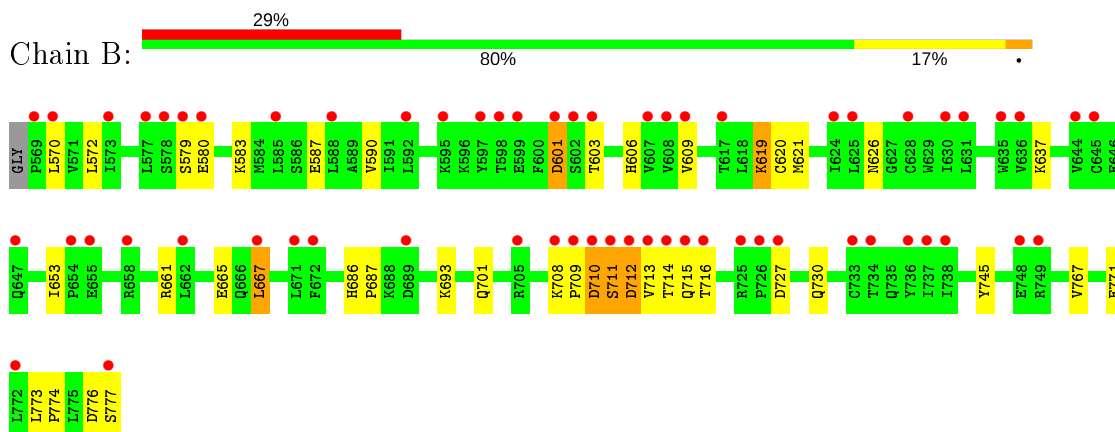 29%
Chain B:
80% 17% •
GLY P569 L570 V571 L572 I573 L577 S578 S579 E580 K583 M584 L585 S586 E587 L588 A589 V590 I591 L592 K595 K596 Y597 T598 E599 F600 D601 S602 T603 H606 V607 V608 V609 T617 L618 K619 C620 M621 I624 L625 N626 G627 C628 W629 I630 L631 W635 V636 K637 V644 C645 E646
Q647 I653 P654 E655 R658 R661 L662 E665 Q666 L667 L671 F672 H686 P687 K688 D689 K693 Q701 R705 K708 P709 D710 S711 D712 V713 T714 Q715 T716 R725 P726 D727 Q730 C733 T734 Q735 Y736 I737 I738 Y745 E748 R749 V767
L772 L773 P774 L775 D776 S777